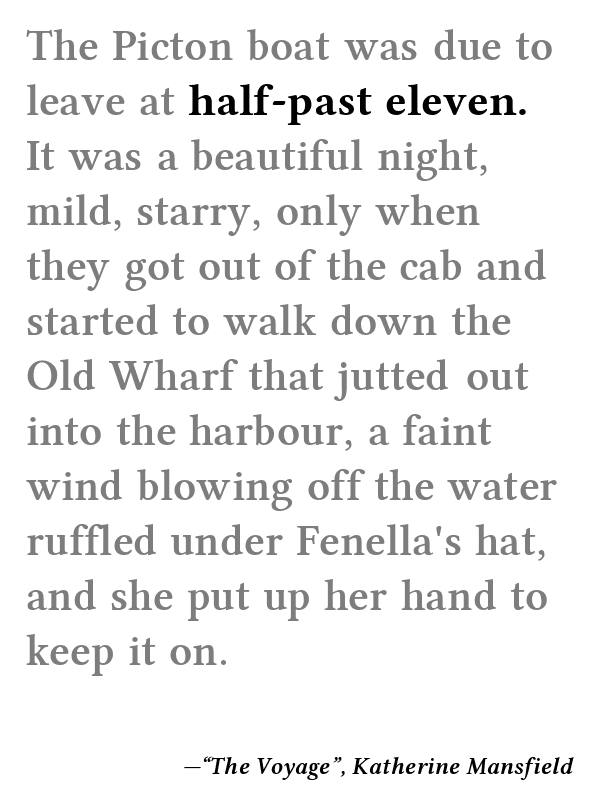 The Picton boat was due to
leave at half-past eleven.
It was a beautiful night,
mild, starry, only when
they got out of the cab and
started to walk down the
Old Wharf that jutted out
into the harbour, a faint
wind blowing off the water
ruffled under Fenella's hat,
and she put up her hand to
keep it on.
—“The Voyage”, Katherine Mansfield